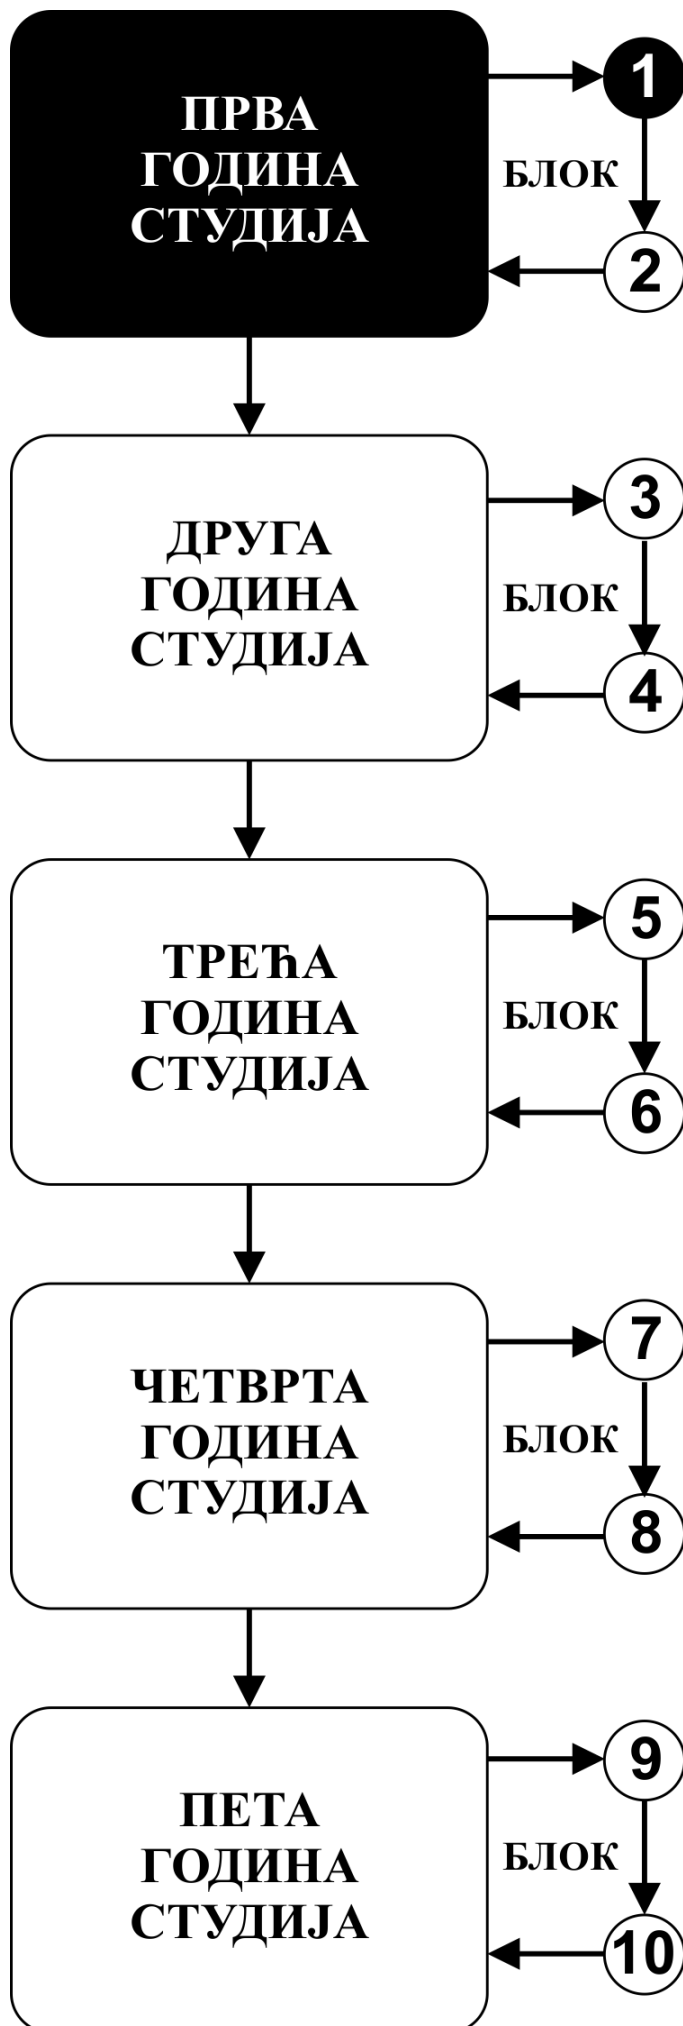 ПРВА
ГОДИНА
СТУДИЈА
1
БЛОК
2
ДРУГА
ГОДИНА
СТУДИЈА
3
БЛОК
4
ТРЕЋА
ГОДИНА
СТУДИЈА
5
БЛОК
6
ЧЕТВРТА
ГОДИНА
СТУДИЈА
7
БЛОК
8
ПЕТА
ГОДИНА
СТУДИЈА
9
БЛОК
10